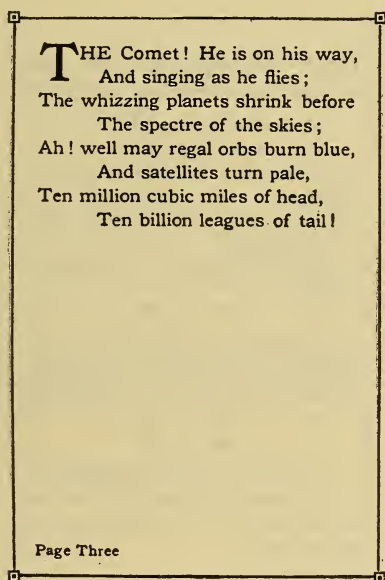 THE Comet! He is on his way,
And singing as he flies;
The whizzing planets shrink before
The spectre of the skies;
Ah! well may regal orbs burn blue,
And satellites turn pale,
Ten million cubic miles of head,
Ten billion leagues of tail!
Page Three